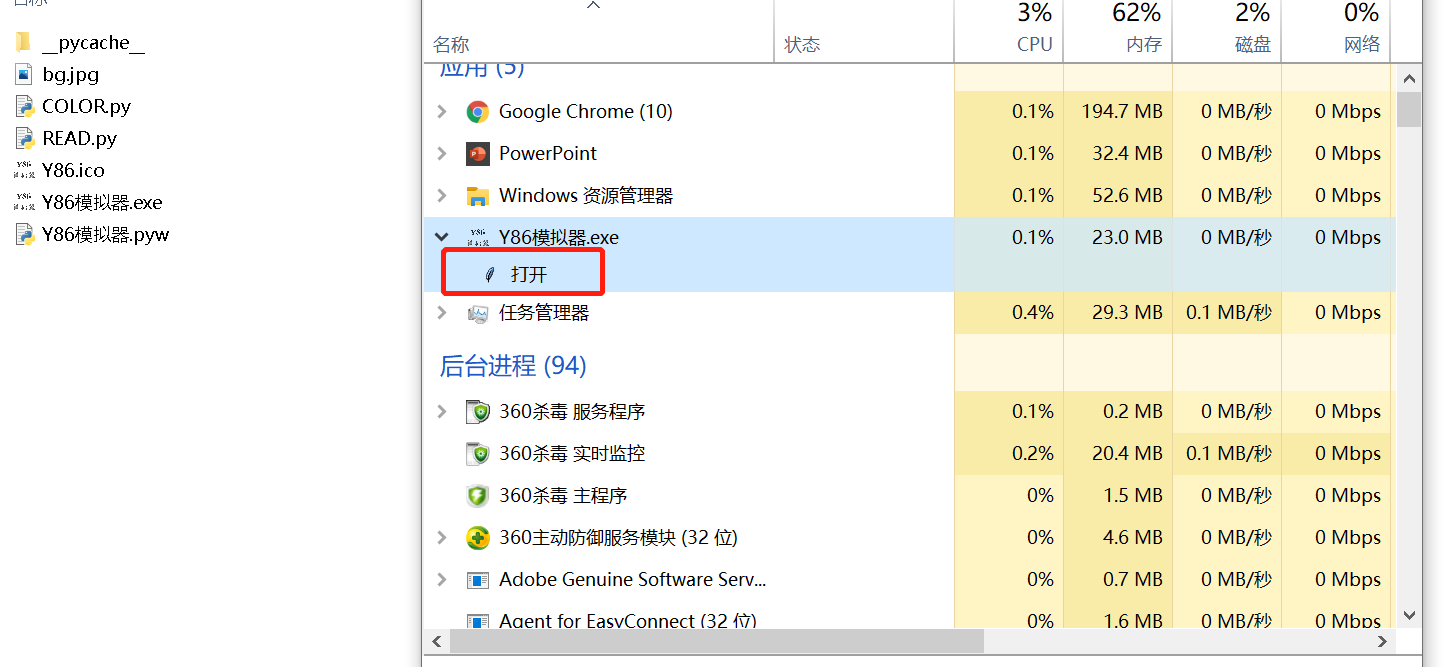 __pycache__
bg.jpg
COLOR.py
READ.py
Y86.ico
Y86模拟器.exe
Y86模拟器.pyw
3% 62% 2% 0%
名称 状态 CPU 内存 磁盘 网络
应用 (5)
Google Chrome (10) 0.1% 194.7 MB 0 MB/秒 0 Mbps
PowerPoint 0.1% 32.4 MB 0 MB/秒 0 Mbps
Windows 资源管理器 0.1% 52.6 MB 0 MB/秒 0 Mbps
Y86模拟器.exe 0.1% 23.0 MB 0 MB/秒 0 Mbps
打开
任务管理器 0.4% 29.3 MB 0.1 MB/秒 0 Mbps
后台进程 (94)
360杀毒 服务程序 0.1% 0.2 MB 0 MB/秒 0 Mbps
360杀毒 实时监控 0.2% 20.4 MB 0.1 MB/秒 0 Mbps
360杀毒 主程序 0% 1.5 MB 0 MB/秒 0 Mbps
360主动防御服务模块 (32 位) 0% 4.6 MB 0 MB/秒 0 Mbps
Adobe Genuine Software Serv... 0% 0.7 MB 0 MB/秒 0 Mbps
Agent for EasyConnect (32 位) 0% 1.6 MB 0 MB/秒 0 Mbps